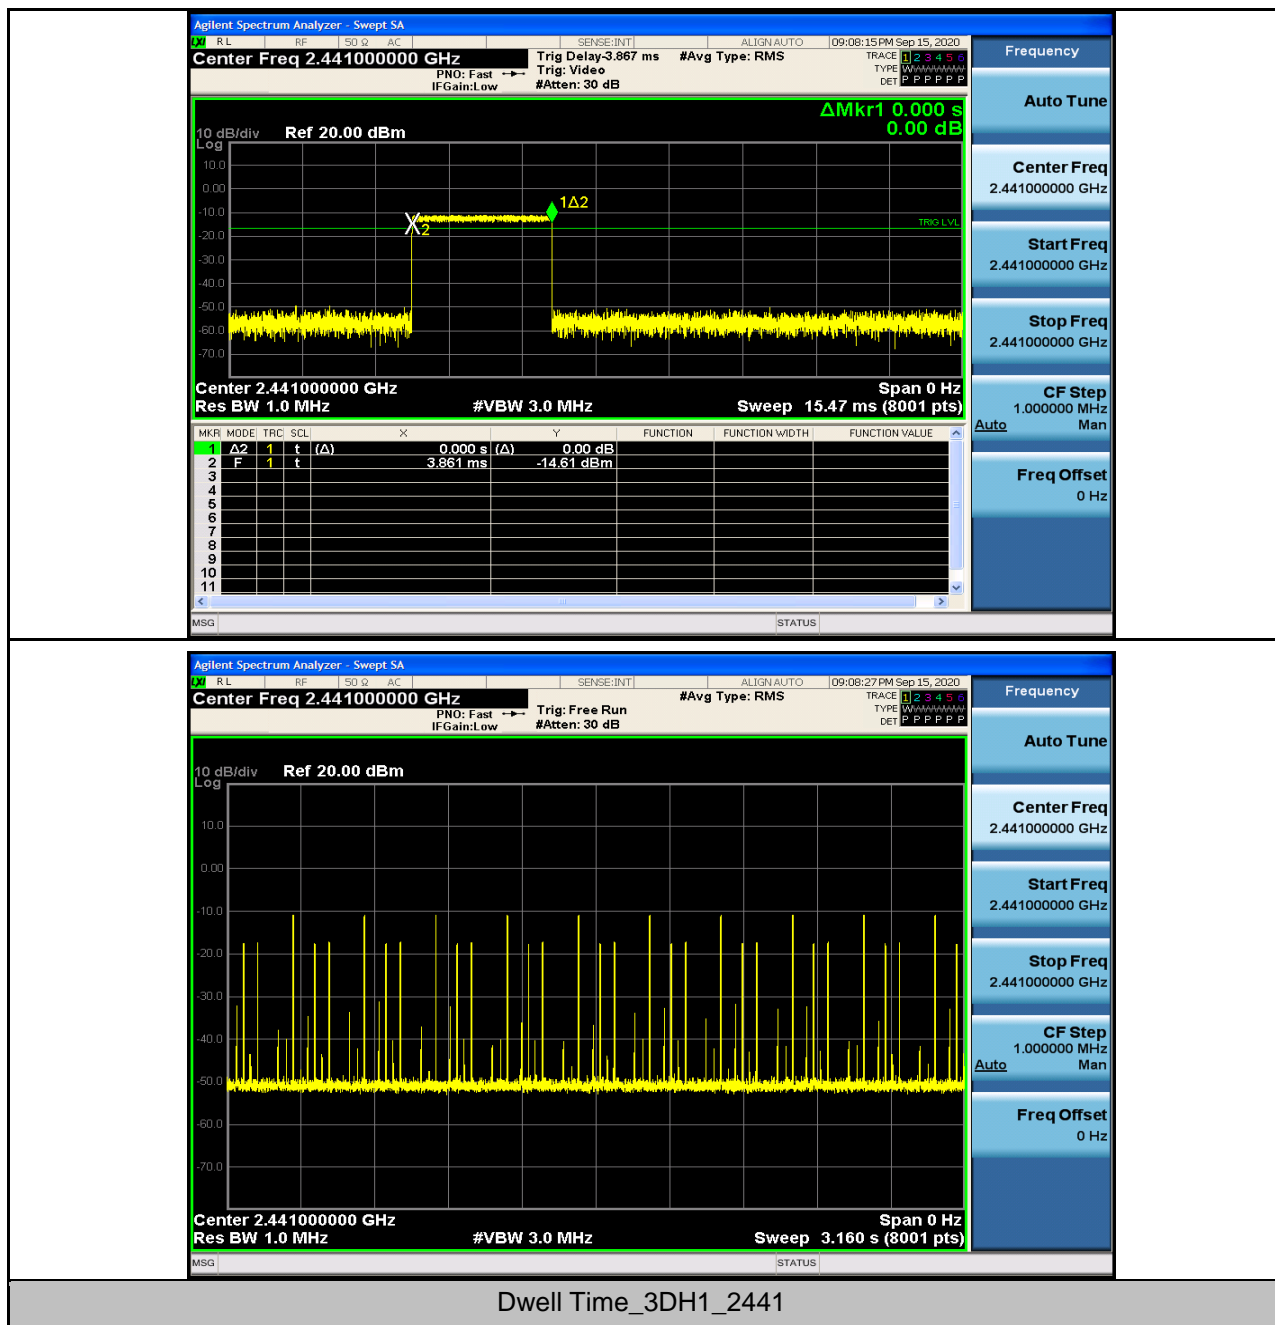 Agilent Spectrum Analyzer - Swept SA
LXI RL RF 50 Ω AC SENSE:INT ALIGNAUTO 09:08:15 PM Sep 15, 2020
Center Freq 2.441000000 GHz
PNO: Fast
IFGain:Low
Trig Delay-3.867 ms
Trig: Video
#Atten: 30 dB
#Avg Type: RMS
TRACE 1 2 3 4 5 6
TYPE WWWWWW
DET P P P P P P
ΔMkr1 0.000 s
0.00 dB
10 dB/div Ref 20.00 dBm
Log
10.0
0.00
-10.0
-20.0
-30.0
-40.0
-50.0
-60.0
-70.0
1Δ2
2
TRIG LVL
Center 2.441000000 GHz Span 0 Hz
Res BW 1.0 MHz #VBW 3.0 MHz Sweep 15.47 ms (8001 pts)
MKR MODE TRC SCL X Y FUNCTION FUNCTION WIDTH FUNCTION VALUE
1 Δ2 1 t (Δ) 0.000 s (Δ) 0.00 dB
2 F 1 t 3.861 ms -14.61 dBm
3
4
5
6
7
8
9
10
11
MSG STATUS
Frequency
Auto Tune
Center Freq
2.441000000 GHz
Start Freq
2.441000000 GHz
Stop Freq
2.441000000 GHz
CF Step
1.000000 MHz
Auto Man
Freq Offset
0 Hz
Agilent Spectrum Analyzer - Swept SA
LXI RL RF 50 Ω AC SENSE:INT ALIGNAUTO 09:08:27 PM Sep 15, 2020
Center Freq 2.441000000 GHz
PNO: Fast
IFGain:Low
Trig: Free Run
#Atten: 30 dB
#Avg Type: RMS
TRACE 1 2 3 4 5 6
TYPE WWWWWW
DET P P P P P P
10 dB/div Ref 20.00 dBm
Log
10.0
0.00
-10.0
-20.0
-30.0
-40.0
-50.0
-60.0
-70.0
Center 2.441000000 GHz Span 0 Hz
Res BW 1.0 MHz #VBW 3.0 MHz Sweep 3.160 s (8001 pts)
MSG STATUS
Frequency
Auto Tune
Center Freq
2.441000000 GHz
Start Freq
2.441000000 GHz
Stop Freq
2.441000000 GHz
CF Step
1.000000 MHz
Auto Man
Freq Offset
0 Hz
Dwell Time_3DH1_2441